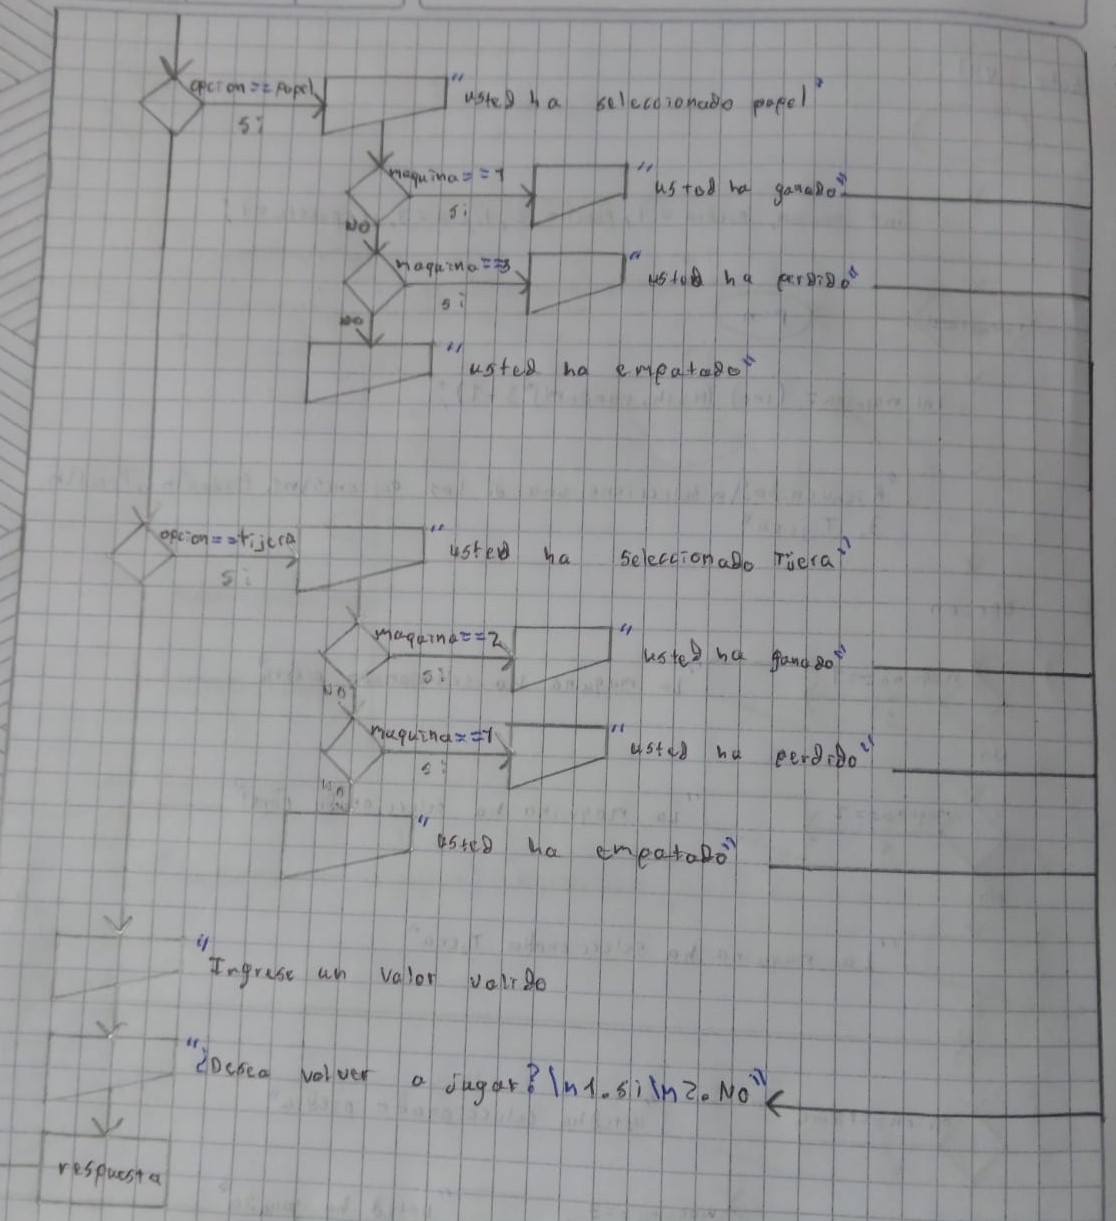 opcion==Papel
si
"usted ha seleccionado papel"
maquina==1
si
"usted ha ganado"
NO
maquina==3
si
"usted ha perdido"
NO
"usted ha empatado"
opcion==tijera
si
"usted ha seleccionado Tijera"
maquina==2
si
"usted ha ganado"
NO
maquina==1
si
"usted ha perdido"
NO
"usted ha empatado"
"Ingrese un valor valido
"¿Desea volver a jugar? \n1.si\n2.No"
respuesta